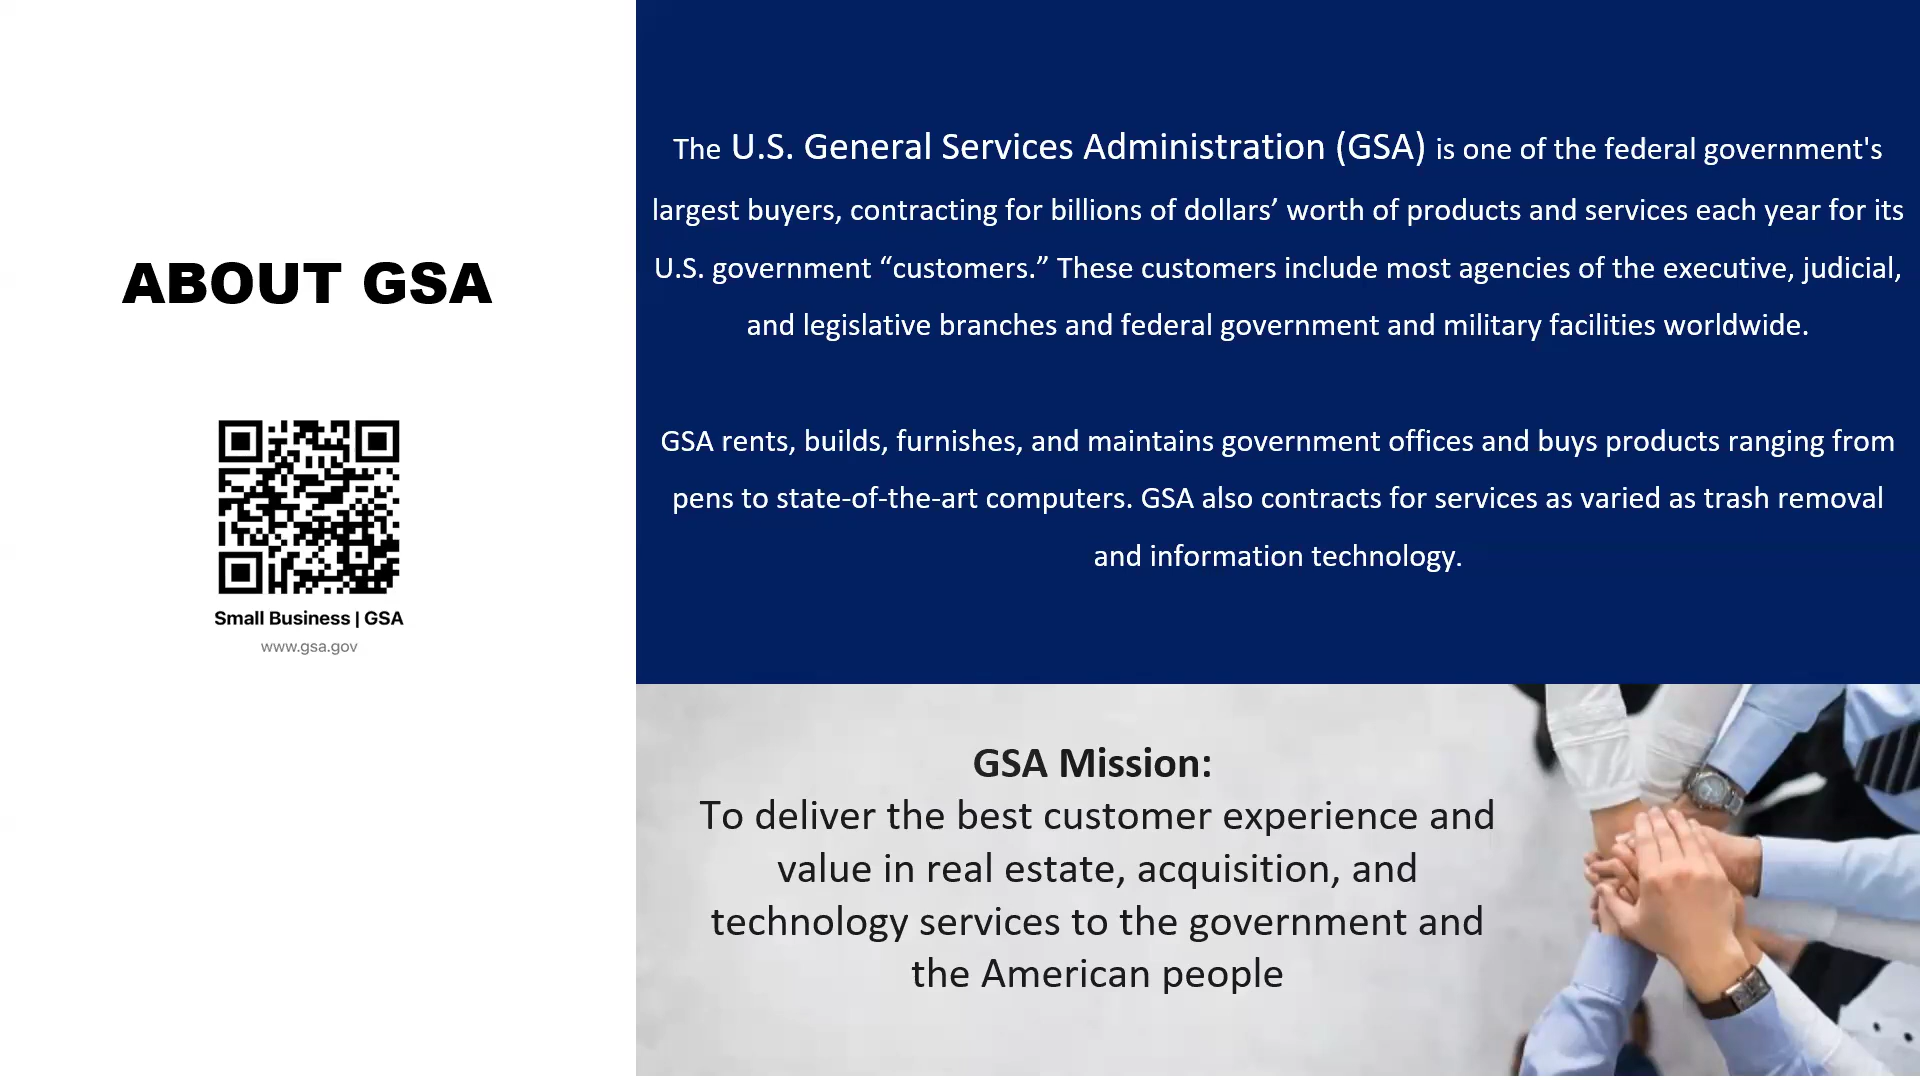 ABOUT GSA
Small Business | GSA
www.gsa.gov
The U.S. General Services Administration (GSA) is one of the federal government's
largest buyers, contracting for billions of dollars’ worth of products and services each year for its
U.S. government “customers.” These customers include most agencies of the executive, judicial,
and legislative branches and federal government and military facilities worldwide.
GSA rents, builds, furnishes, and maintains government offices and buys products ranging from
pens to state-of-the-art computers. GSA also contracts for services as varied as trash removal
and information technology.
GSA Mission:
To deliver the best customer experience and
value in real estate, acquisition, and
technology services to the government and
the American people